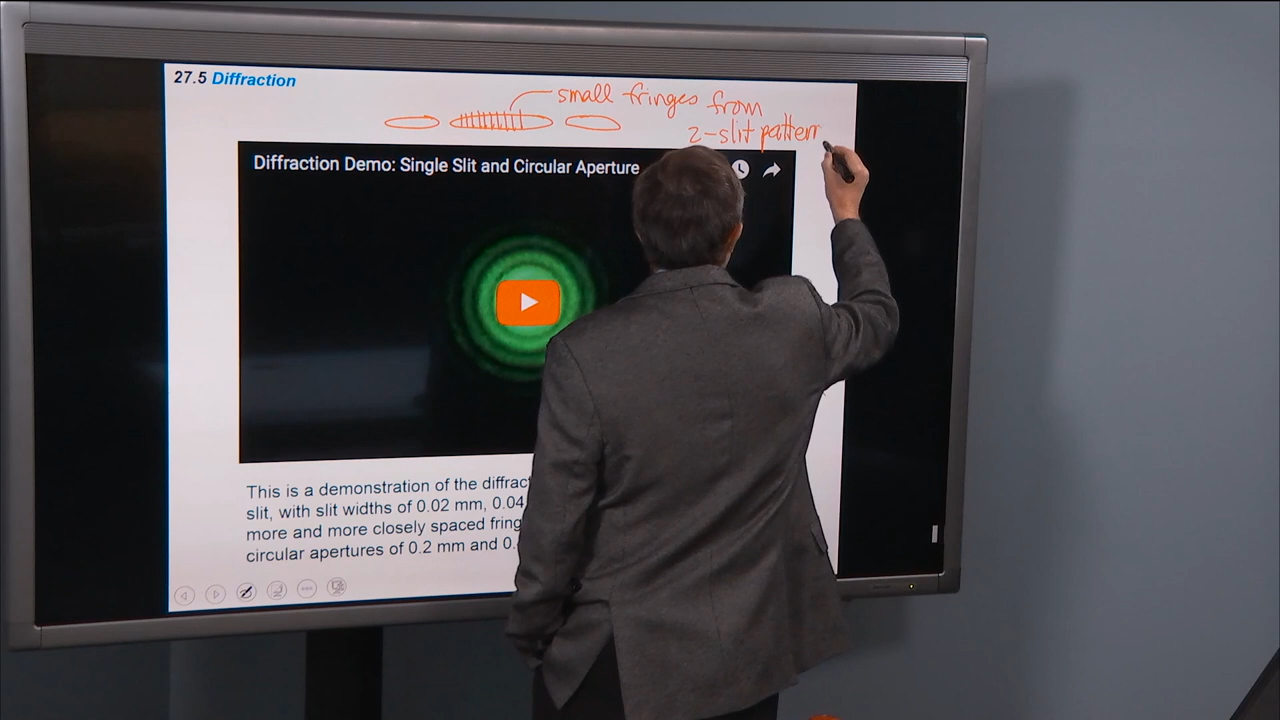 27.5 Diffraction
small fringes from
2-slit pattern
Diffraction Demo: Single Slit and Circular Aperture
This is a demonstration of the diffract
slit, with slit widths of 0.02 mm, 0.04
more and more closely spaced fring
circular apertures of 0.2 mm and 0.